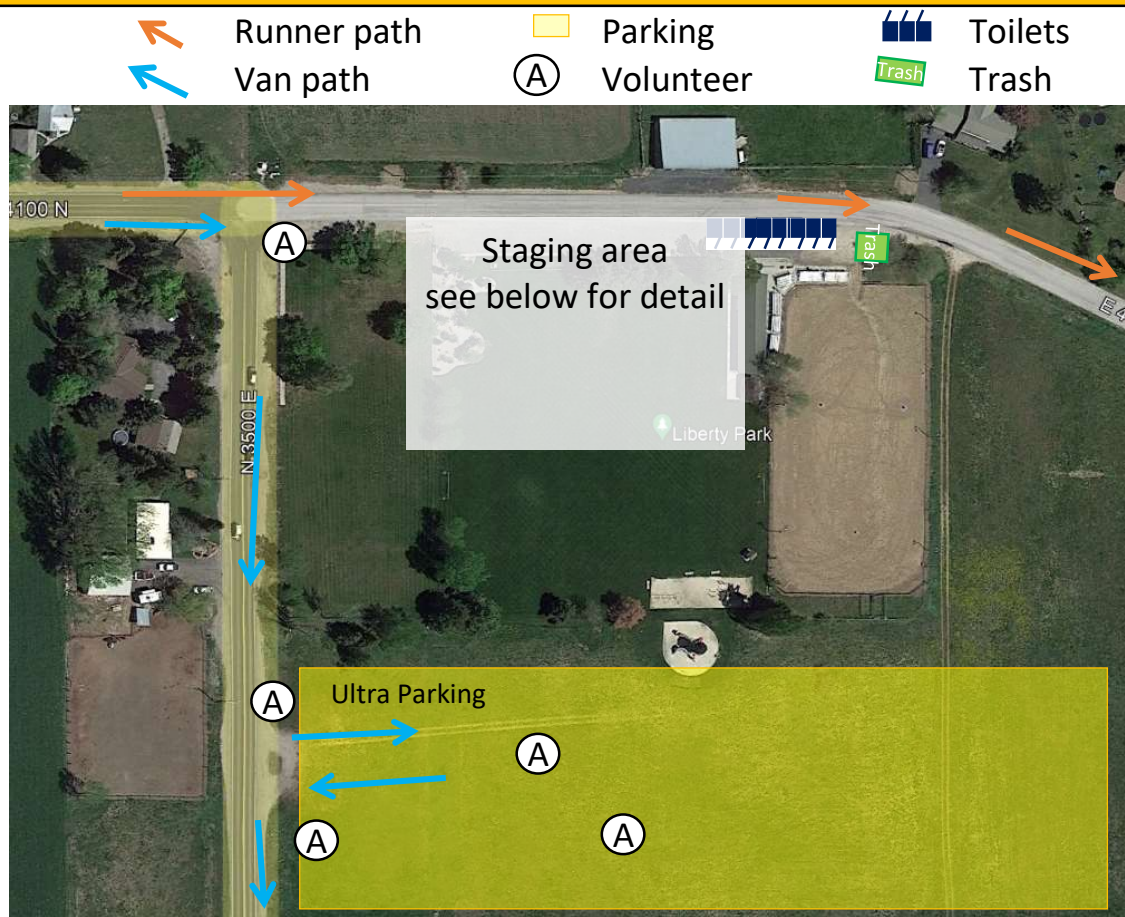 Runner path
Parking
Toilets
Van path
A
Volunteer
Trash
Trash
4100 N
A
Staging area
see below for detail
Trash
E 4
N 3500 E
Liberty Park
A
Ultra Parking
A
A
A